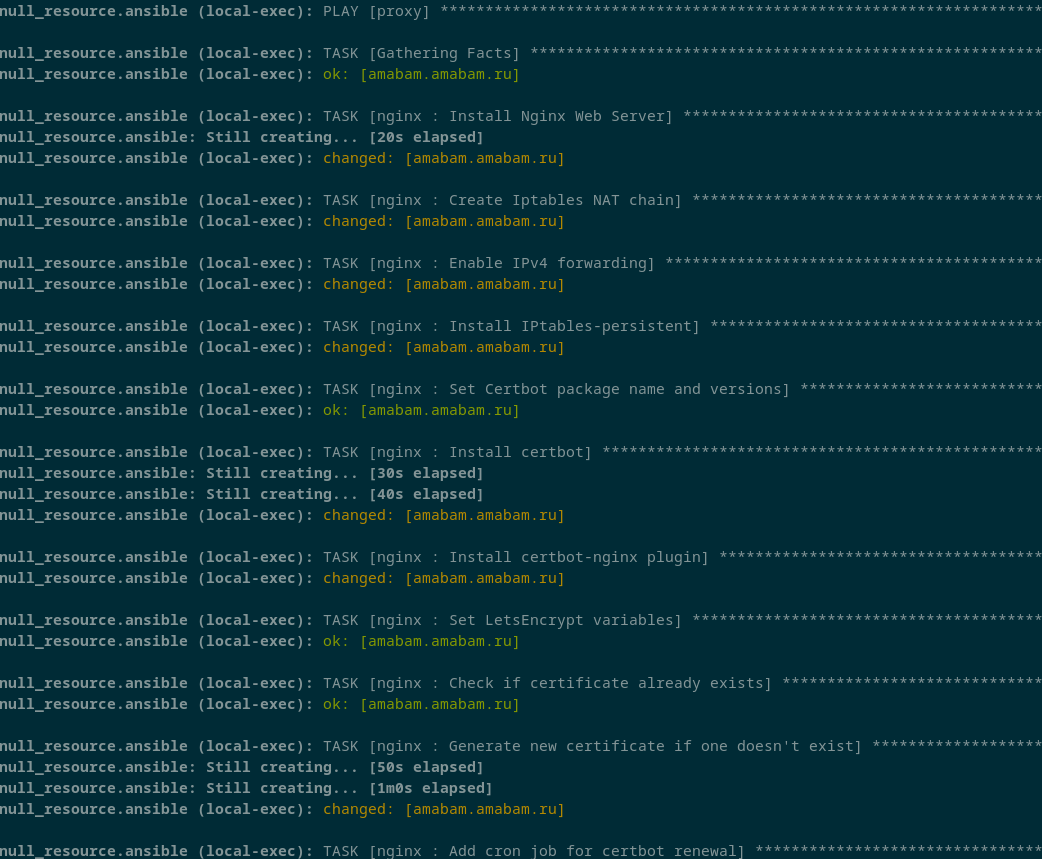 null_resource.ansible (local-exec): PLAY [proxy] *******************************************************************
null_resource.ansible (local-exec): TASK [Gathering Facts] *********************************************************
null_resource.ansible (local-exec): ok: [amabam.amabam.ru]
null_resource.ansible (local-exec): TASK [nginx : Install Nginx Web Server] ****************************************
null_resource.ansible: Still creating... [20s elapsed]
null_resource.ansible (local-exec): changed: [amabam.amabam.ru]
null_resource.ansible (local-exec): TASK [nginx : Create Iptables NAT chain] ***************************************
null_resource.ansible (local-exec): changed: [amabam.amabam.ru]
null_resource.ansible (local-exec): TASK [nginx : Enable IPv4 forwarding] ******************************************
null_resource.ansible (local-exec): changed: [amabam.amabam.ru]
null_resource.ansible (local-exec): TASK [nginx : Install IPtables-persistent] *************************************
null_resource.ansible (local-exec): changed: [amabam.amabam.ru]
null_resource.ansible (local-exec): TASK [nginx : Set Certbot package name and versions] ***************************
null_resource.ansible (local-exec): ok: [amabam.amabam.ru]
null_resource.ansible (local-exec): TASK [nginx : Install certbot] *************************************************
null_resource.ansible: Still creating... [30s elapsed]
null_resource.ansible: Still creating... [40s elapsed]
null_resource.ansible (local-exec): changed: [amabam.amabam.ru]
null_resource.ansible (local-exec): TASK [nginx : Install certbot-nginx plugin] ************************************
null_resource.ansible (local-exec): changed: [amabam.amabam.ru]
null_resource.ansible (local-exec): TASK [nginx : Set LetsEncrypt variables] ***************************************
null_resource.ansible (local-exec): ok: [amabam.amabam.ru]
null_resource.ansible (local-exec): TASK [nginx : Check if certificate already exists] *****************************
null_resource.ansible (local-exec): ok: [amabam.amabam.ru]
null_resource.ansible (local-exec): TASK [nginx : Generate new certificate if one doesn't exist] *******************
null_resource.ansible: Still creating... [50s elapsed]
null_resource.ansible: Still creating... [1m0s elapsed]
null_resource.ansible (local-exec): changed: [amabam.amabam.ru]
null_resource.ansible (local-exec): TASK [nginx : Add cron job for certbot renewal] ********************************